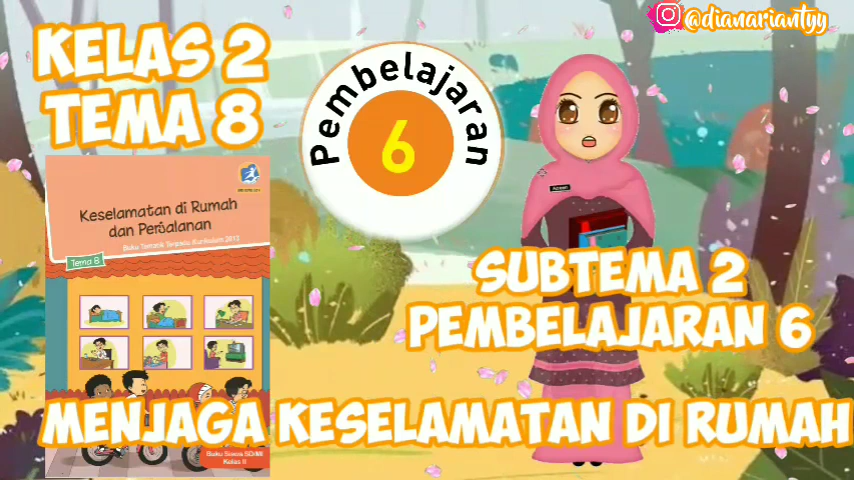 @dianariantyy
KELAS 2
TEMA 8
Pembelajaran
6
Keselamatan di Rumah
dan Perjalanan
Buku Tematik Terpadu Kurikulum 2013
Tema 8
SUBTEMA 2
PEMBELAJARAN 6
MENJAGA KESELAMATAN DI RUMAH
Buku Siswa SD/MI
Kelas II